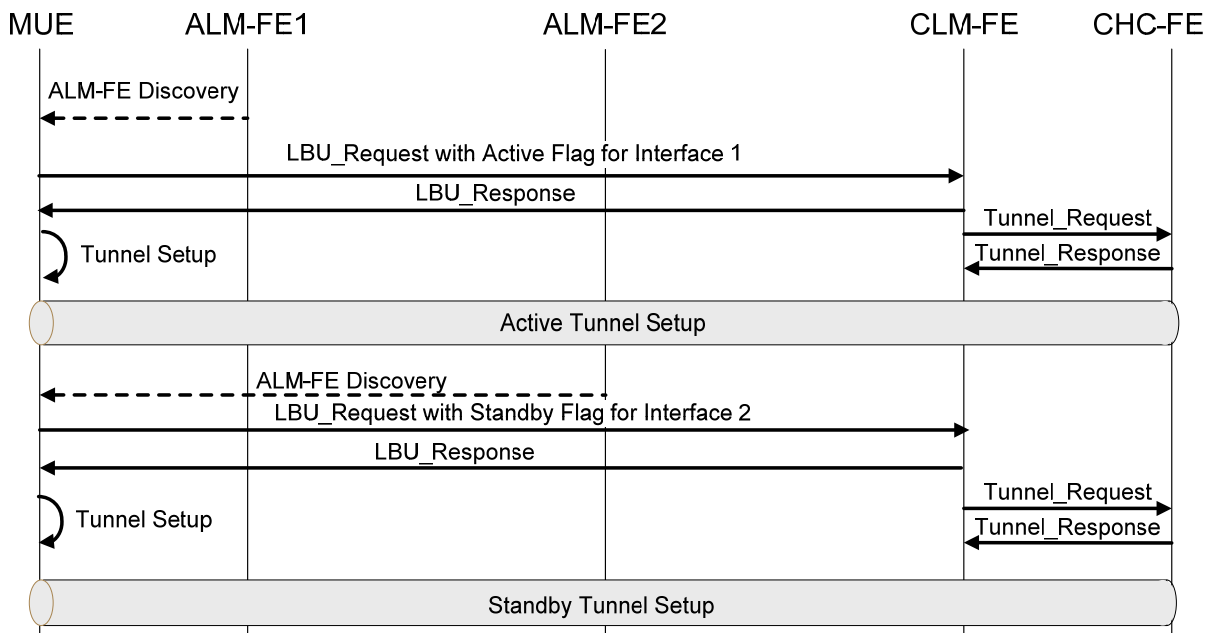 MUE ALM-FE1 ALM-FE2 CLM-FE CHC-FE
ALM-FE Discovery
LBU_Request with Active Flag for Interface 1
LBU_Response
Tunnel_Request
Tunnel Setup
Tunnel_Response
Active Tunnel Setup
ALM-FE Discovery
LBU_Request with Standby Flag for Interface 2
LBU_Response
Tunnel_Request
Tunnel Setup
Tunnel_Response
Standby Tunnel Setup